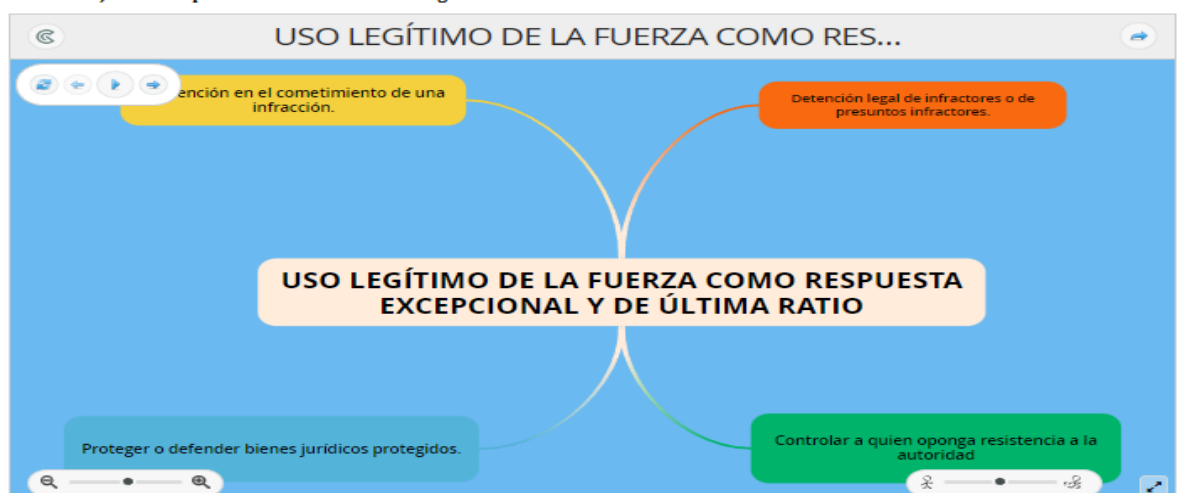 USO LEGÍTIMO DE LA FUERZA COMO RES...
en el cometimiento de una
infracción.
Detención legal de infractores o de
presuntos infractores.
USO LEGÍTIMO DE LA FUERZA COMO RESPUESTA
EXCEPCIONAL Y DE ÚLTIMA RATIO
Proteger o defender bienes jurídicos protegidos.
Controlar a quien oponga resistencia a la
autoridad